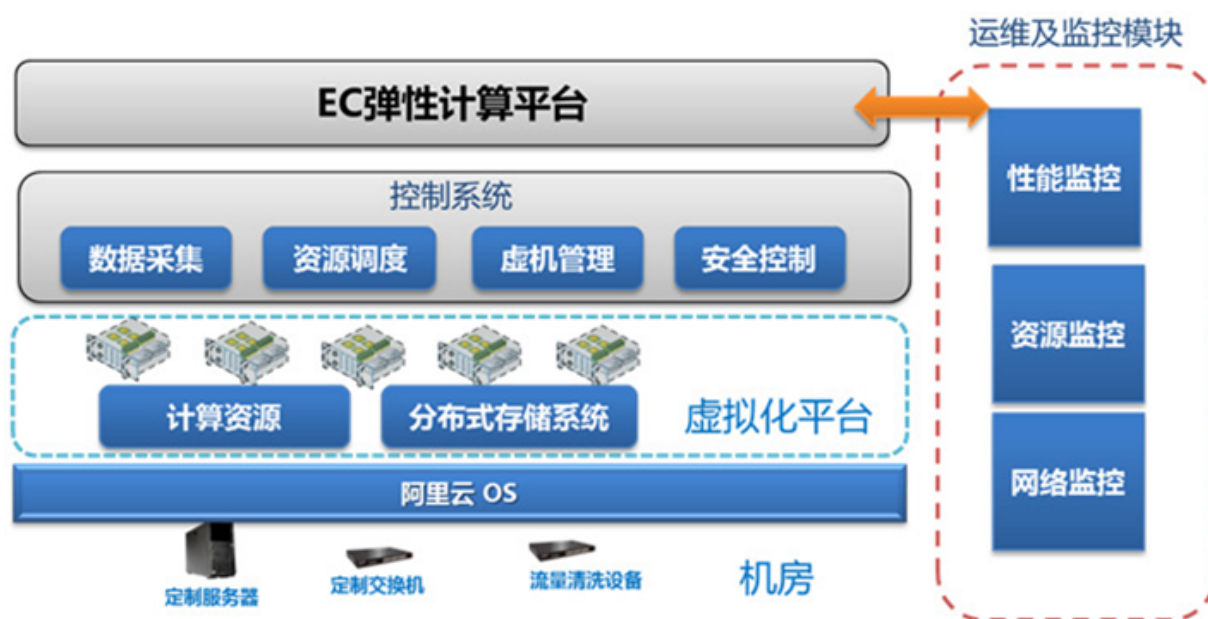 运维及监控模块
EC弹性计算平台
性能监控
控制系统
数据采集
资源调度
虚机管理
安全控制
资源监控
计算资源
分布式存储系统
虚拟化平台
网络监控
阿里云 OS
定制服务器
定制交换机
流量清洗设备
机房